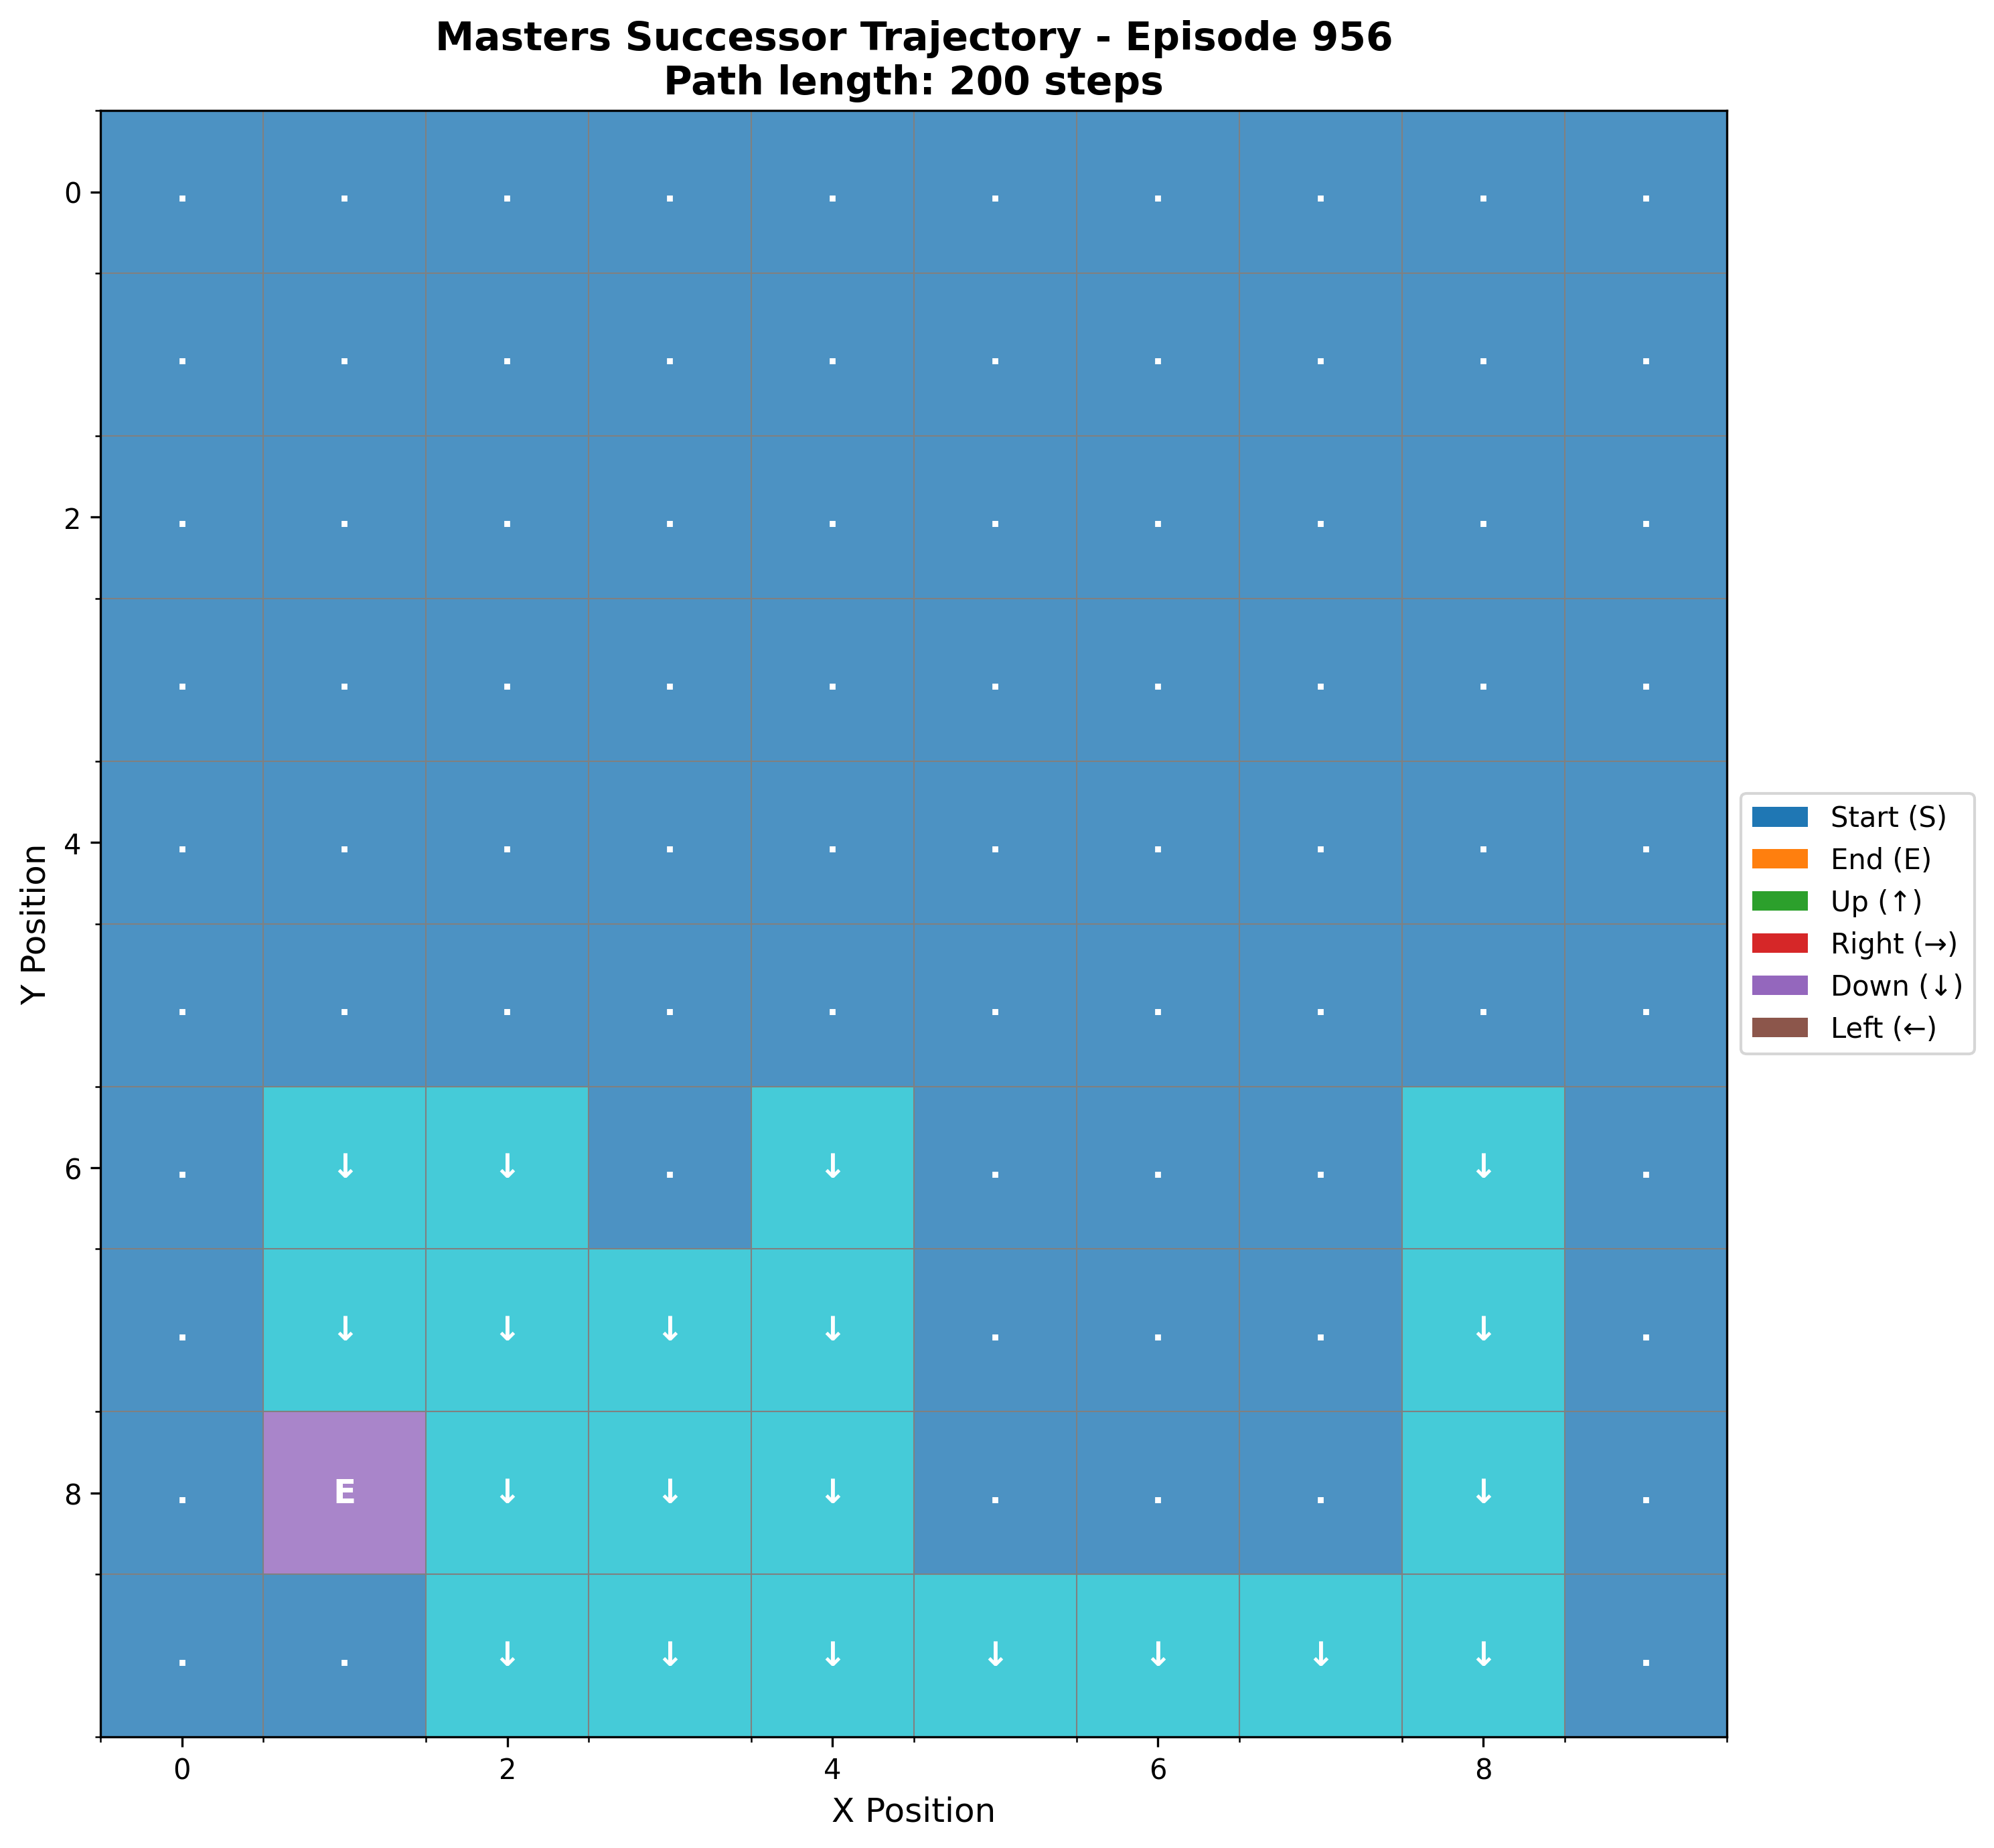 Masters Successor Trajectory - Episode 956
Path length: 200 steps
0 . . . . . . . . . .
. . . . . . . . . .
2 . . . . . . . . . .
. . . . . . . . . .
4 . . . . . . . . . .
. . . . . . . . . .
6 . ↓ ↓ . ↓ . . . ↓ .
. ↓ ↓ ↓ ↓ . . . ↓ .
8 . E ↓ ↓ ↓ . . . ↓ .
. . ↓ ↓ ↓ ↓ ↓ ↓ ↓ .
0 2 4 6 8
X Position
Y Position
Start (S)
End (E)
Up (↑)
Right (→)
Down (↓)
Left (←)